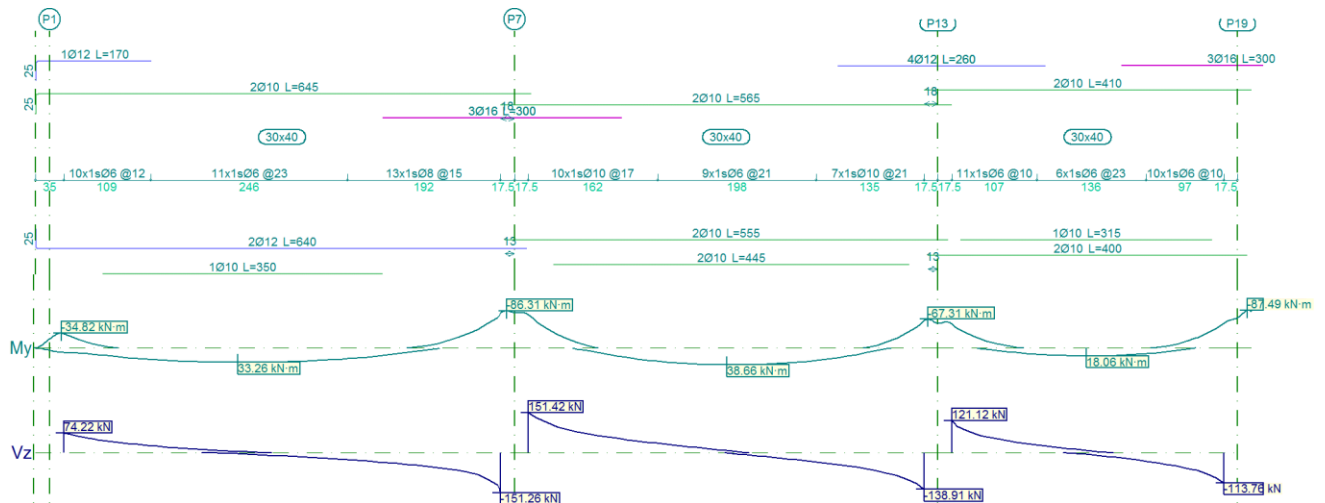 P1 P7 P13 P19
1Ø12 L=170
4Ø12 L=260
3Ø16 L=300
25
2Ø10 L=645
2Ø10 L=410
25
18
2Ø10 L=565
18
3Ø16 L=300
30x40 30x40 30x40
10x1sØ6 @12 11x1sØ6 @23 13x1sØ8 @15 10x1sØ10 @17 9x1sØ6 @21 7x1sØ10 @21 11x1sØ6 @10 6x1sØ6 @23 10x1sØ6 @10
35 109 246 192 17.5 17.5 162 198 135 17.5 17.5 107 136 97 17.5
25
2Ø12 L=640
13
2Ø10 L=555
1Ø10 L=315
2Ø10 L=400
1Ø10 L=350
2Ø10 L=445
13
-34.82 kN·m
-86.31 kN·m
-67.31 kN·m
-87.49 kN·m
My
33.26 kN·m
38.66 kN·m
18.06 kN·m
74.22 kN
151.42 kN
121.12 kN
Vz
-151.26 kN
-138.91 kN
-113.76 kN